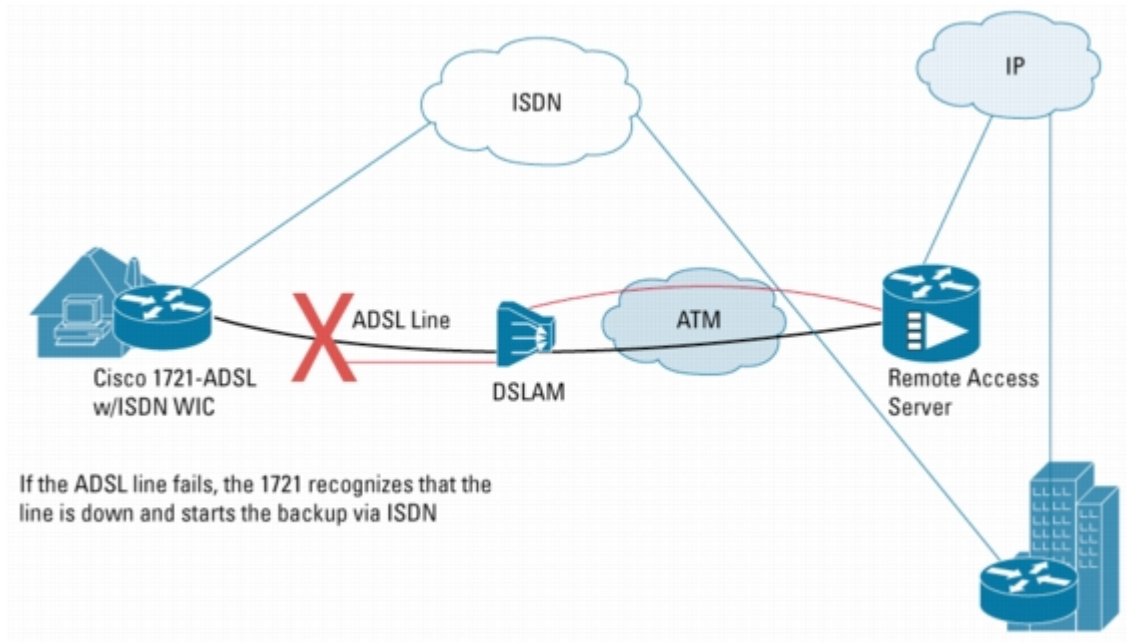 ISDN
IP
ADSL Line
ATM
Cisco 1721-ADSL
w/ISDN WIC
DSLAM
Remote Access
Server
If the ADSL line fails, the 1721 recognizes that the
line is down and starts the backup via ISDN